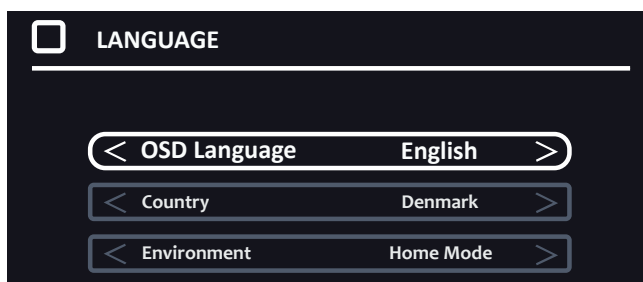 LANGUAGE
< OSD Language English >
< Country Denmark >
< Environment Home Mode >